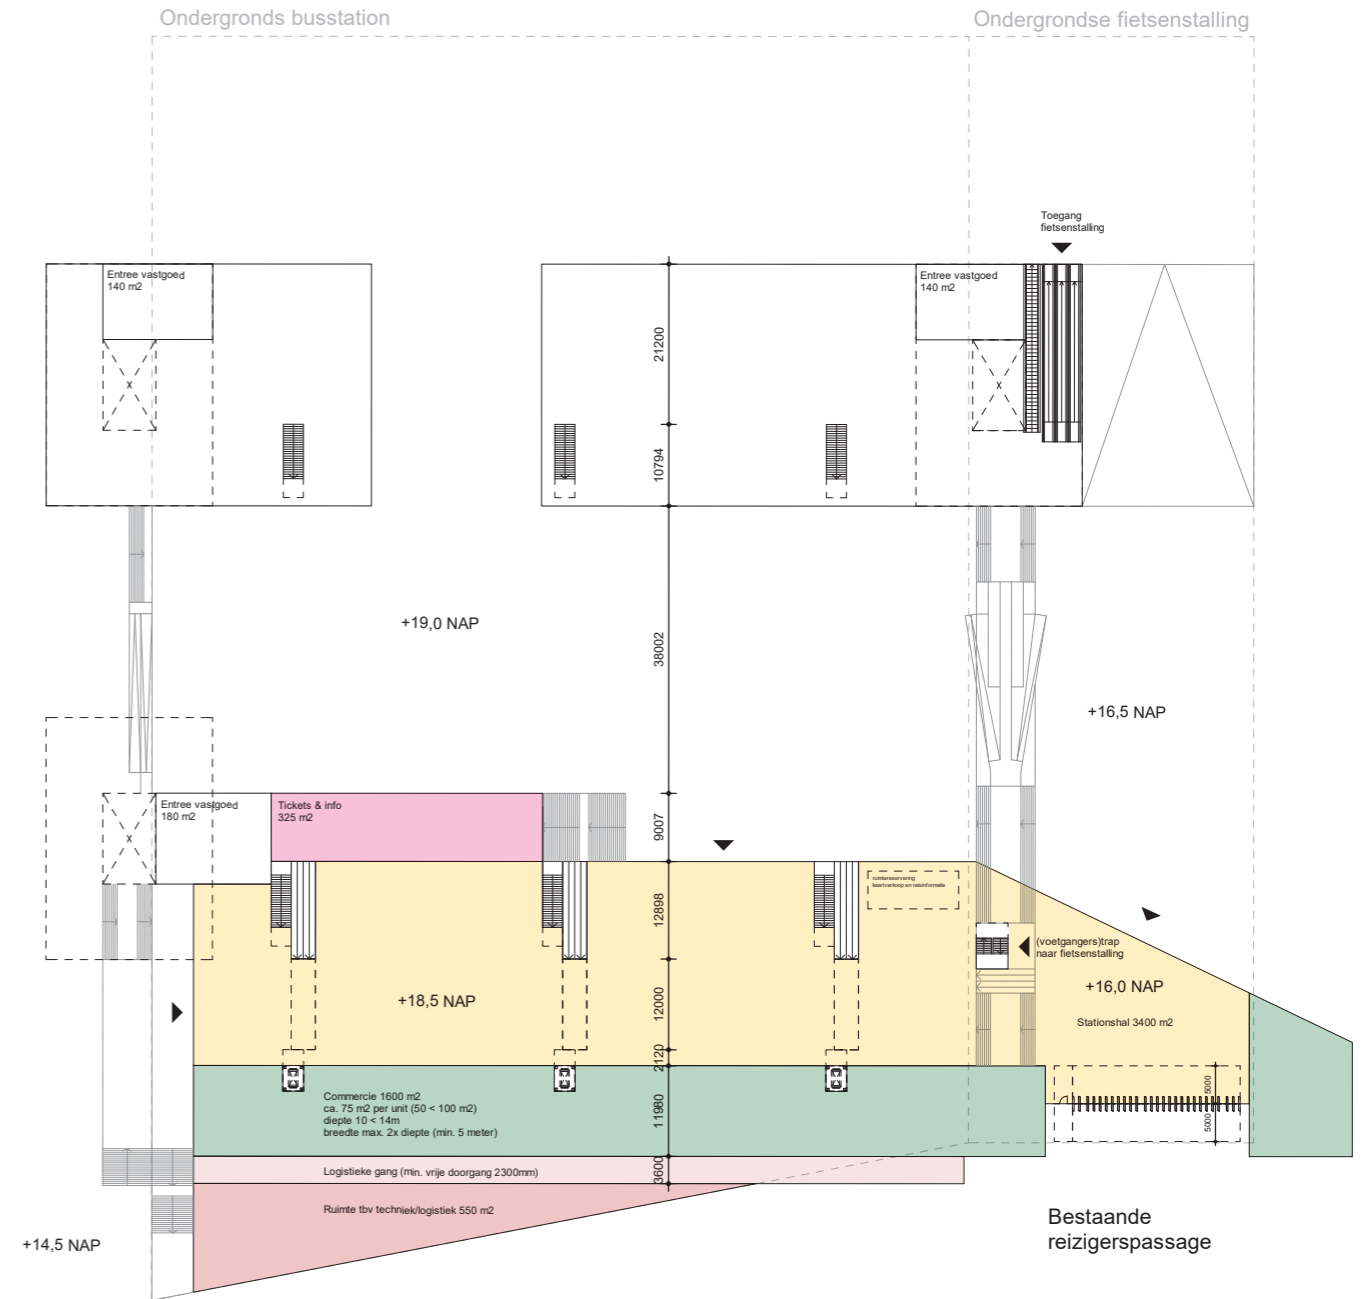 Ondergronds busstation
Ondergrondse fietsenstalling
Toegang
fietsenstalling
Entree vastgoed
140 m2
Entree vastgoed
140 m2
21200
10794
+19,0 NAP
38002
+16,5 NAP
Entree vastgoed
180 m2
Tickets & info
325 m2
9007
ruimtereservering
kaartverkoop en reisinformatie
12898
(voetgangers)trap
naar fietsenstalling
+18,5 NAP
12000
+16,0 NAP
Stationshal 3400 m2
2120
5000
5000
Commercie 1600 m2
ca. 75 m2 per unit (50 < 100 m2)
diepte 10 < 14m
breedte max. 2x diepte (min. 5 meter)
11980
Logistieke gang (min. vrije doorgang 2300mm)
3600
Ruimte tbv techniek/logistiek 550 m2
+14,5 NAP
Bestaande
reizigerspassage